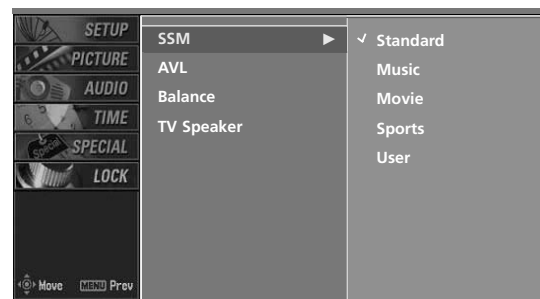 SETUP
PICTURE
AUDIO
TIME
SPECIAL
LOCK
Move MENU Prev
SSM
AVL
Balance
TV Speaker
Standard
Music
Movie
Sports
User